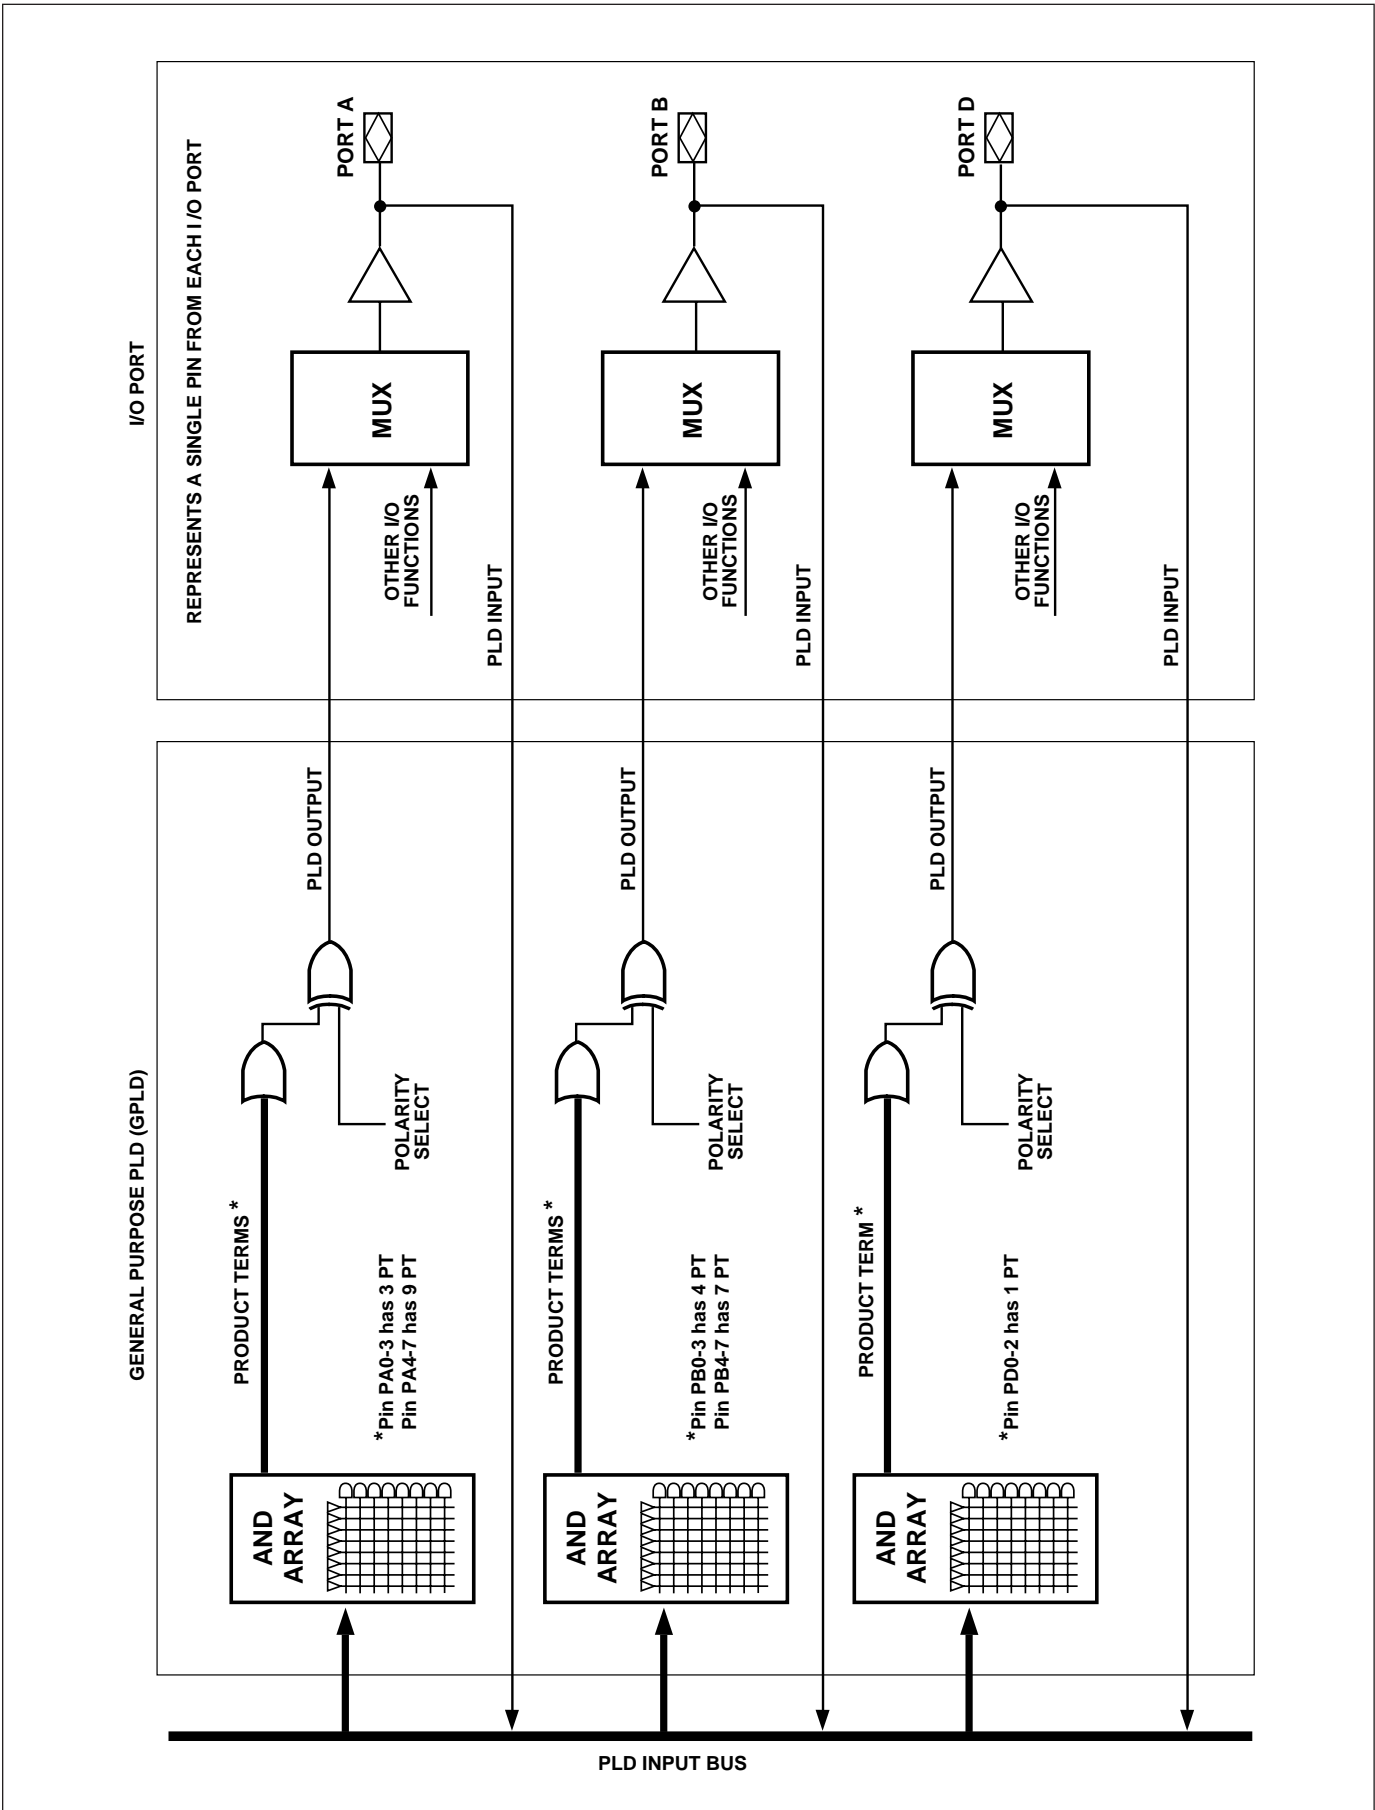 GENERAL PURPOSE PLD (GPLD)
I/O PORT
REPRESENTS A SINGLE PIN FROM EACH I /O PORT
PLD INPUT BUS
AND
ARRAY
PRODUCT TERMS *
*Pin PA0-3 has 3 PT
Pin PA4-7 has 9 PT
POLARITY
SELECT
PLD OUTPUT
OTHER I/O
FUNCTIONS
MUX
PORT A
PLD INPUT
AND
ARRAY
PRODUCT TERMS *
*Pin PB0-3 has 4 PT
Pin PB4-7 has 7 PT
POLARITY
SELECT
PLD OUTPUT
OTHER I/O
FUNCTIONS
MUX
PORT B
PLD INPUT
AND
ARRAY
PRODUCT TERM *
*Pin PD0-2 has 1 PT
POLARITY
SELECT
PLD OUTPUT
OTHER I/O
FUNCTIONS
MUX
PORT D
PLD INPUT